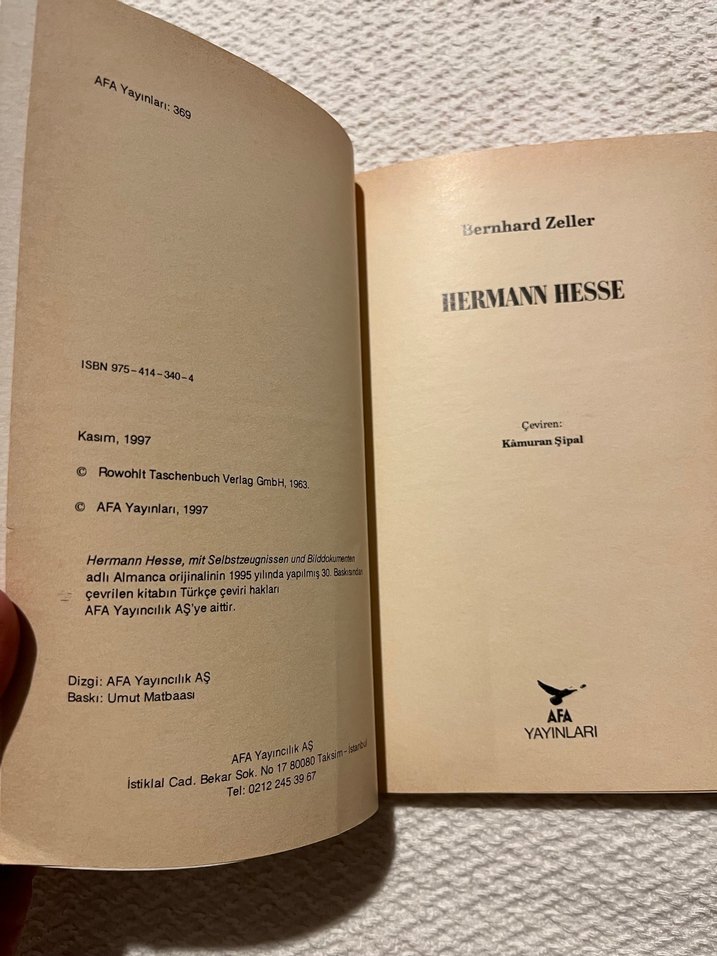 AFA Yayınları: 369
ISBN 975-414-340-4
Kasım, 1997
© Rowohlt Taschenbuch Verlag GmbH, 1963.
© AFA Yayınları, 1997
Hermann Hesse, mit Selbstzeugnissen und Bilddokumenten
adlı Almanca orijinalinin 1995 yılında yapılmış 30. Baskısından
çevrilen kitabın Türkçe çeviri hakları
AFA Yayıncılık AŞ'ye aittir.
Dizgi: AFA Yayıncılık AŞ
Baskı: Umut Matbaası
AFA Yayıncılık AŞ
İstiklal Cad. Bekar Sok. No 17 80080 Taksim-İstanbul
Tel: 0212 245 39 67
Bernhard Zeller
HERMANN HESSE
Çeviren:
Kâmuran Şipal
AFA
YAYINLARI